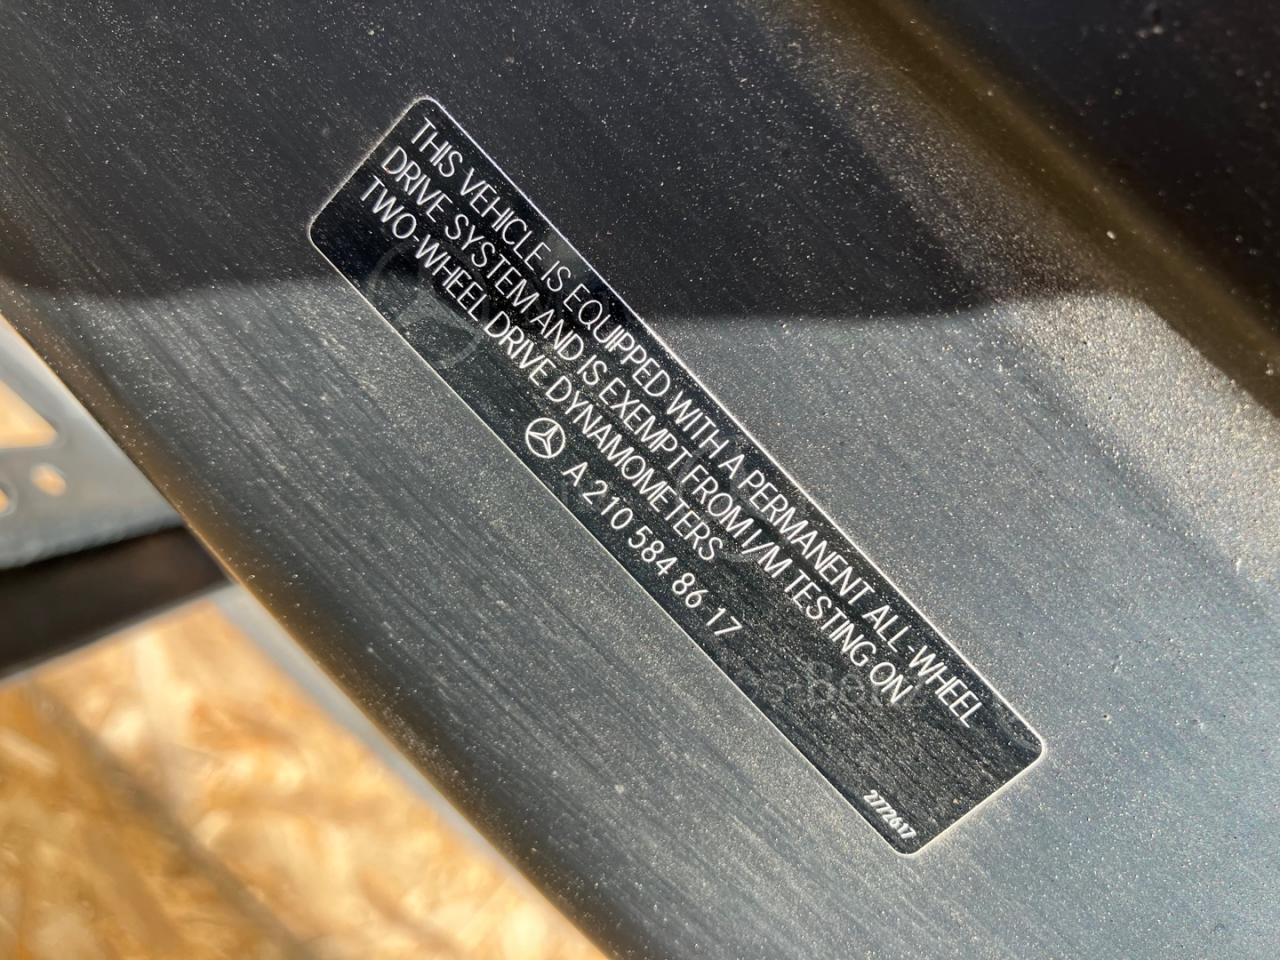 THIS VEHICLE IS EQUIPPED WITH A PERMANENT ALL-WHEEL
DRIVE SYSTEM AND IS EXEMPT FROM I/M TESTING ON
TWO-WHEEL DRIVE DYNAMOMETERS
A 210 584 86 17
2772617